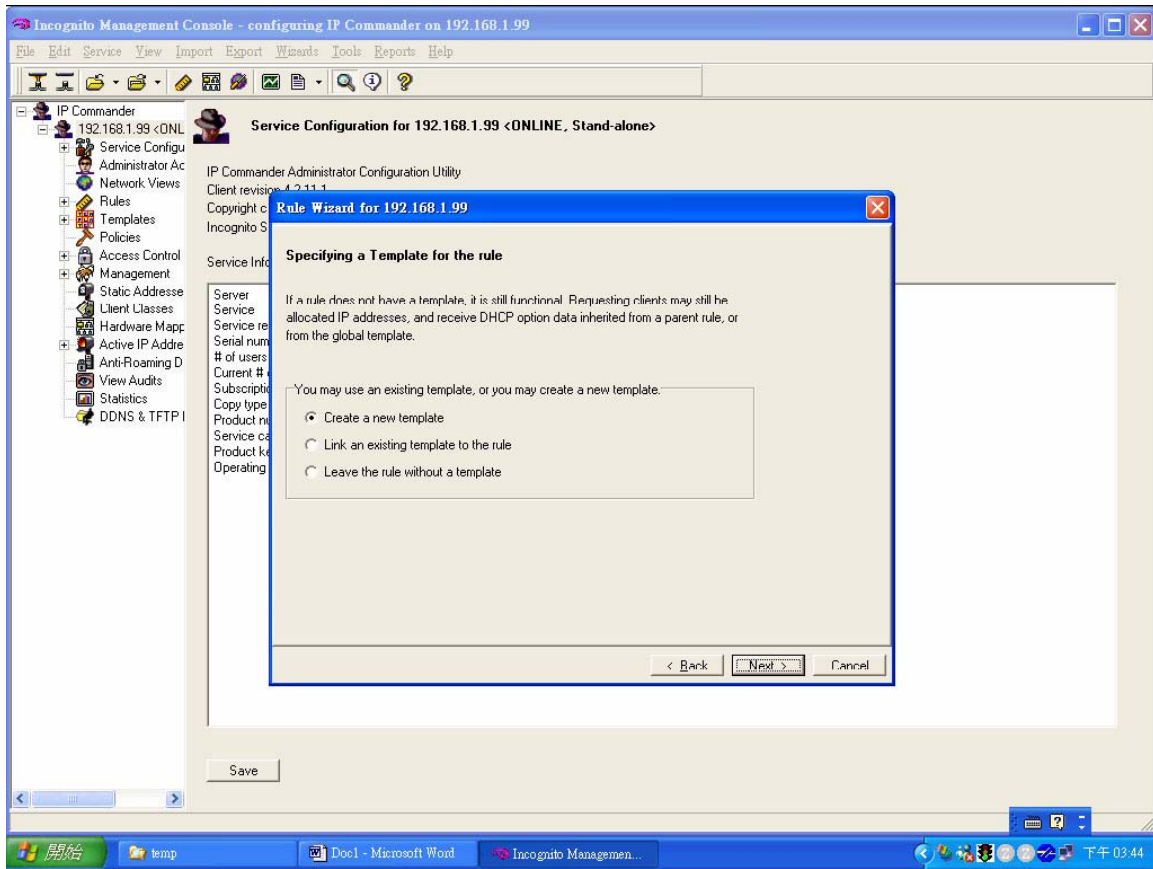 Incognito Management Console - configuring IP Commander on 192.168.1.99
File Edit Service View Import Export Wizards Tools Reports Help
IP Commander
192.168.1.99 <ONL
Service Configu
Administrator Ac
Network Views
Rules
Templates
Policies
Access Control
Management
Static Addresse
Client Classes
Hardware Mapp
Active IP Addre
Anti-Roaming D
View Audits
Statistics
DDNS & TFTP I
Service Configuration for 192.168.1.99 <ONLINE, Stand-alone>
IP Commander Administrator Configuration Utility
Client revision 4.2.11.1
Copyright c
Incognito S
Service Info
Server
Service
Service re
Serial num
# of users
Current #
Subscriptio
Copy type
Product nu
Service ca
Product ke
Operating
Rule Wizard for 192.168.1.99
Specifying a Template for the rule
If a rule does not have a template, it is still functional. Requesting clients may still be
allocated IP addresses, and receive DHCP option data inherited from a parent rule, or
from the global template.
You may use an existing template, or you may create a new template.
Create a new template
Link an existing template to the rule
Leave the rule without a template
< Back
Next >
Cancel
Save
開始
temp
Doc1 - Microsoft Word
Incognito Managemen...
下午 03:44